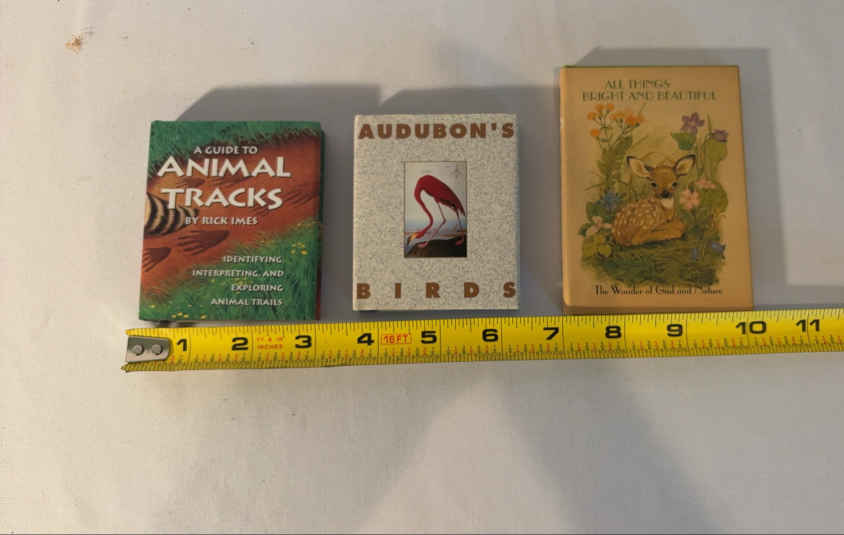 A GUIDE TO
ANIMAL
TRACKS
BY RICK IMES
IDENTIFYING,
INTERPRETING, AND
EXPLORING
ANIMAL TRAILS
AUDUBON'S
BIRDS
ALL THINGS
BRIGHT AND BEAUTIFUL
The Wonder of God and Nature
1 2 3 4 16FT 5 6 7 8 9 10 11
INCHES